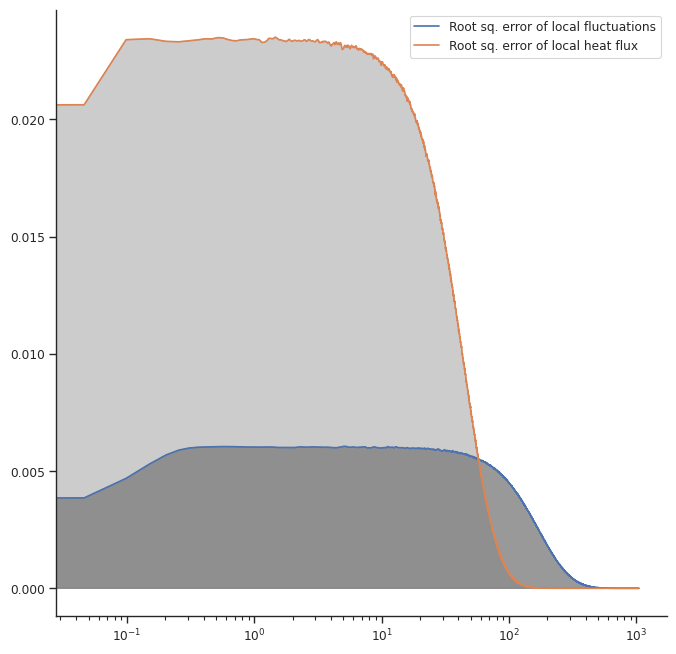 Root sq. error of local fluctuations
Root sq. error of local heat flux
0.020
0.015
0.010
0.005
0.000
10⁻¹ 10⁰ 10¹ 10² 10³